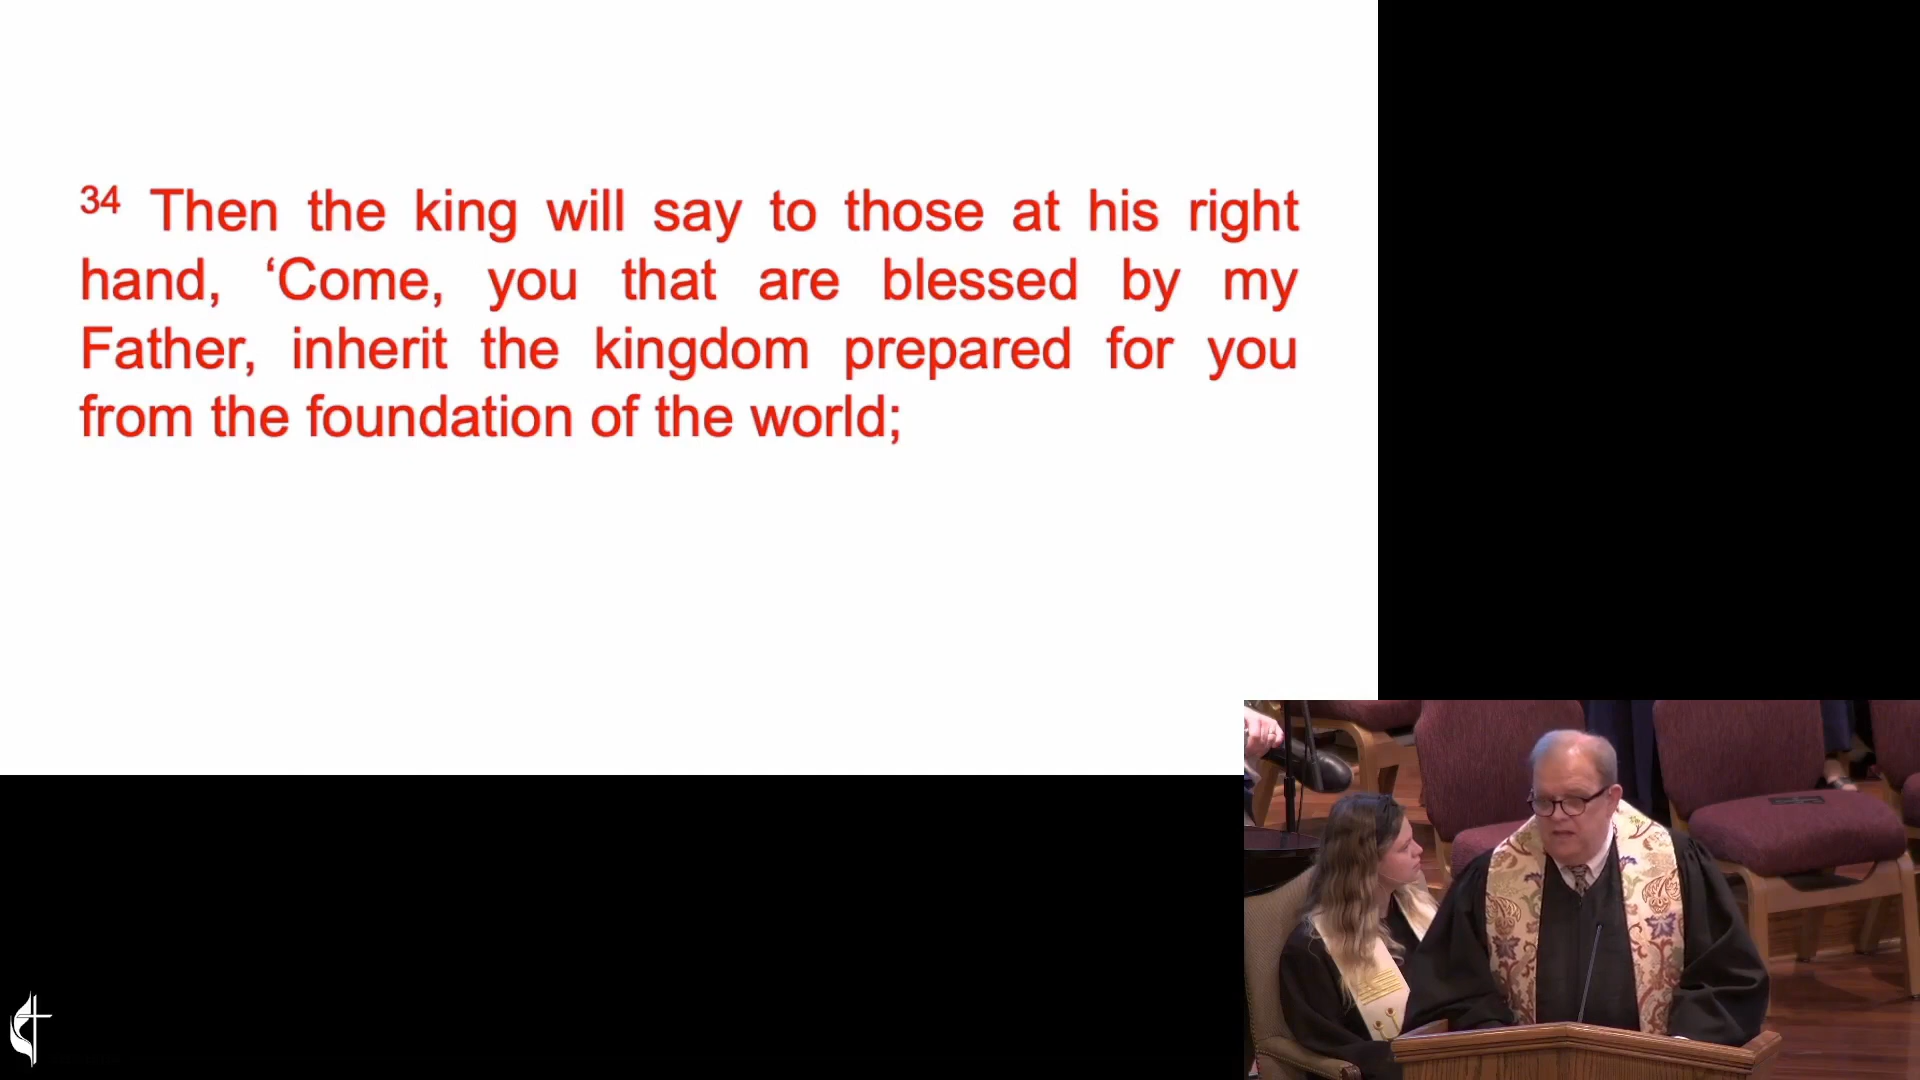 34 Then the king will say to those at his right
hand, ‘Come, you that are blessed by my
Father, inherit the kingdom prepared for you
from the foundation of the world;